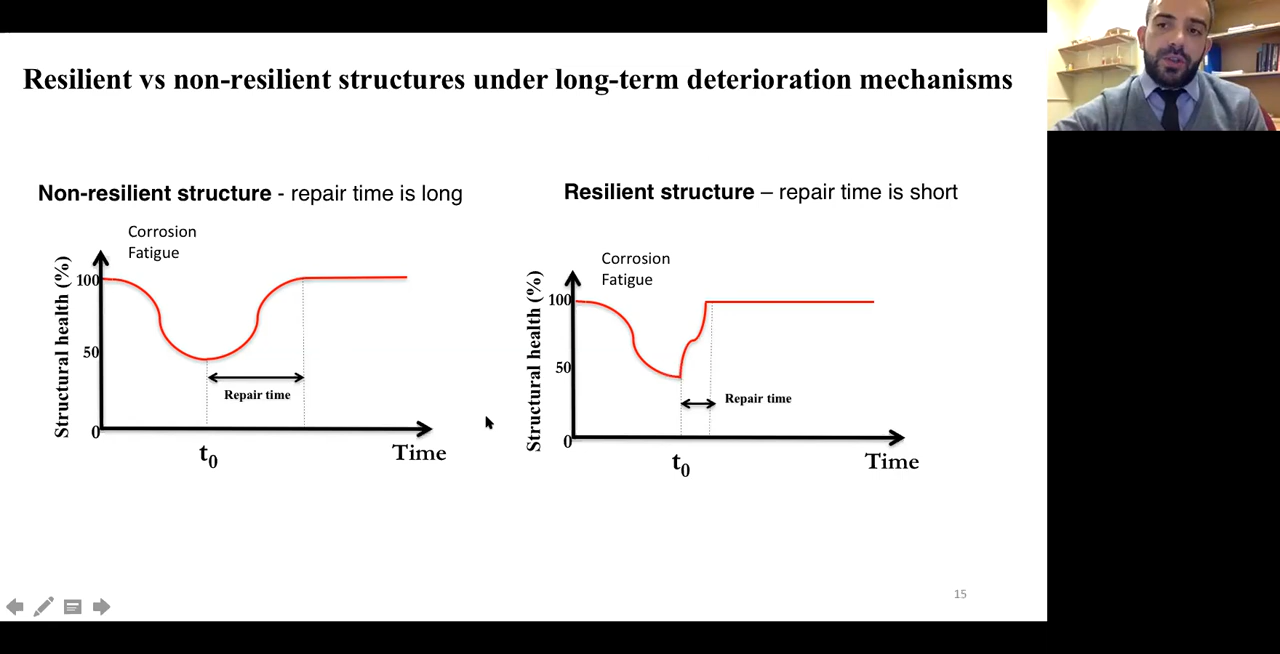 Resilient vs non-resilient structures under long-term deterioration mechanisms
Non-resilient structure - repair time is long
Corrosion
Fatigue
Structural health (%)
100
50
0
Repair time
t0
Time
Resilient structure – repair time is short
Corrosion
Fatigue
Structural health (%)
100
50
0
Repair time
t0
Time
15